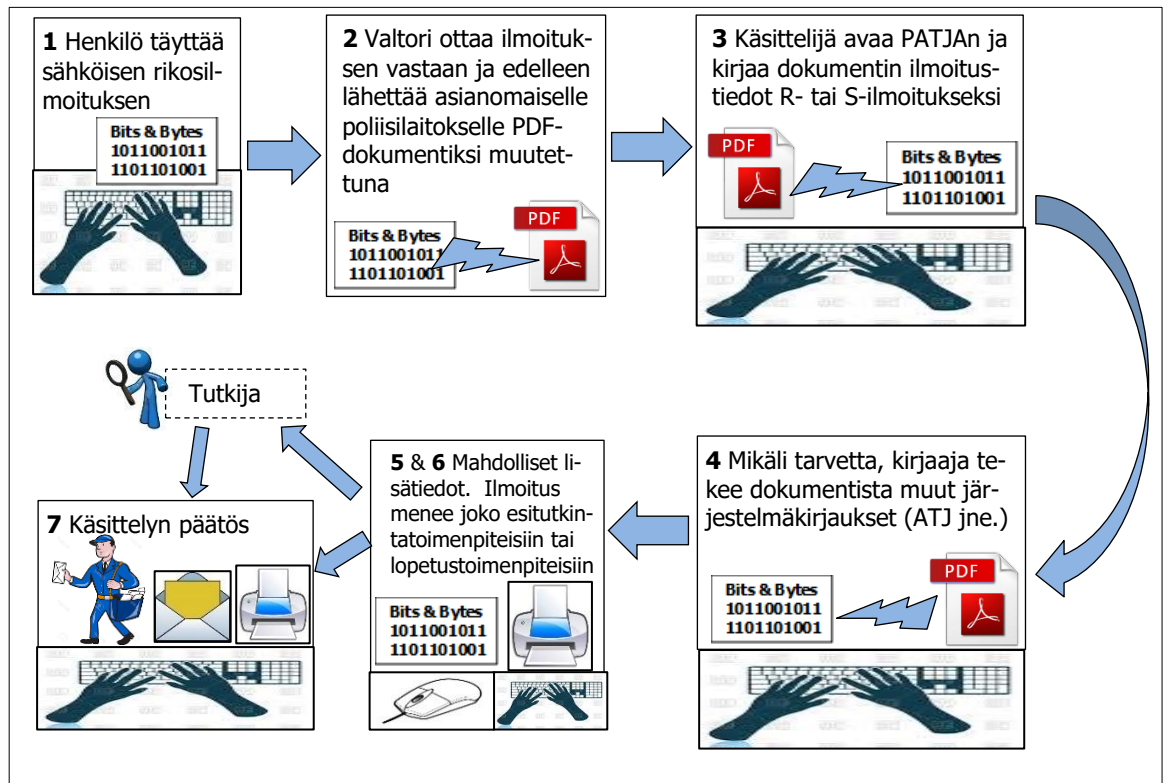 1 Henkilö täyttää
sähköisen rikosil-
moituksen
Bits & Bytes
1011001011
1101101001
2 Valtori ottaa ilmoituk-
sen vastaan ja edelleen
lähettää asianomaiselle
poliisilaitokselle PDF-
dokumentiksi muutet-
tuna
Bits & Bytes
1011001011
1101101001
PDF
3 Käsittelijä avaa PATJAn ja
kirjaa dokumentin ilmoitus-
tiedot R- tai S-ilmoitukseksi
PDF
Bits & Bytes
1011001011
1101101001
4 Mikäli tarvetta, kirjaaja te-
kee dokumentista muut jär-
jestelmäkirjaukset (ATJ jne.)
Bits & Bytes
1011001011
1101101001
PDF
5 & 6 Mahdolliset li-
sätiedot. Ilmoitus
menee joko esitutkin-
tatoimenpiteisiin tai
lopetustoimenpiteisiin
Bits & Bytes
1011001011
1101101001
Tutkija
7 Käsittelyn päätös